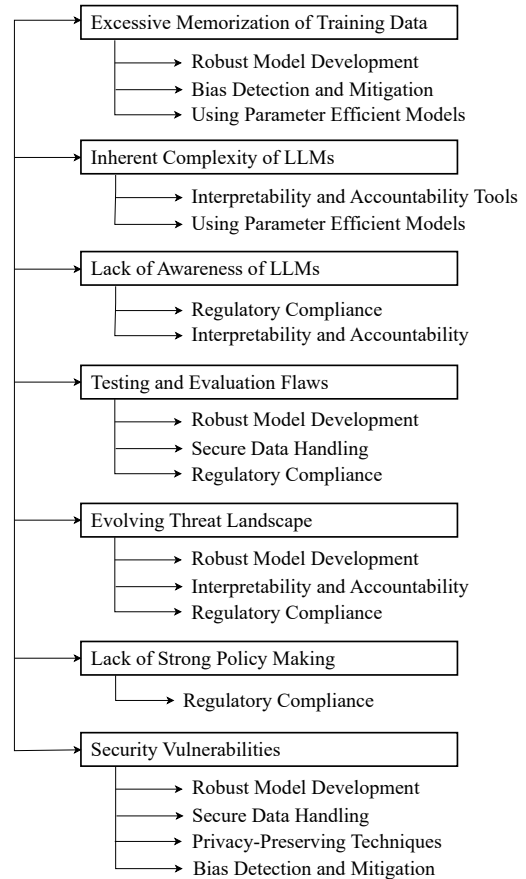 Excessive Memorization of Training Data
Robust Model Development
Bias Detection and Mitigation
Using Parameter Efficient Models
Inherent Complexity of LLMs
Interpretability and Accountability Tools
Using Parameter Efficient Models
Lack of Awareness of LLMs
Regulatory Compliance
Interpretability and Accountability
Testing and Evaluation Flaws
Robust Model Development
Secure Data Handling
Regulatory Compliance
Evolving Threat Landscape
Robust Model Development
Interpretability and Accountability
Regulatory Compliance
Lack of Strong Policy Making
Regulatory Compliance
Security Vulnerabilities
Robust Model Development
Secure Data Handling
Privacy-Preserving Techniques
Bias Detection and Mitigation